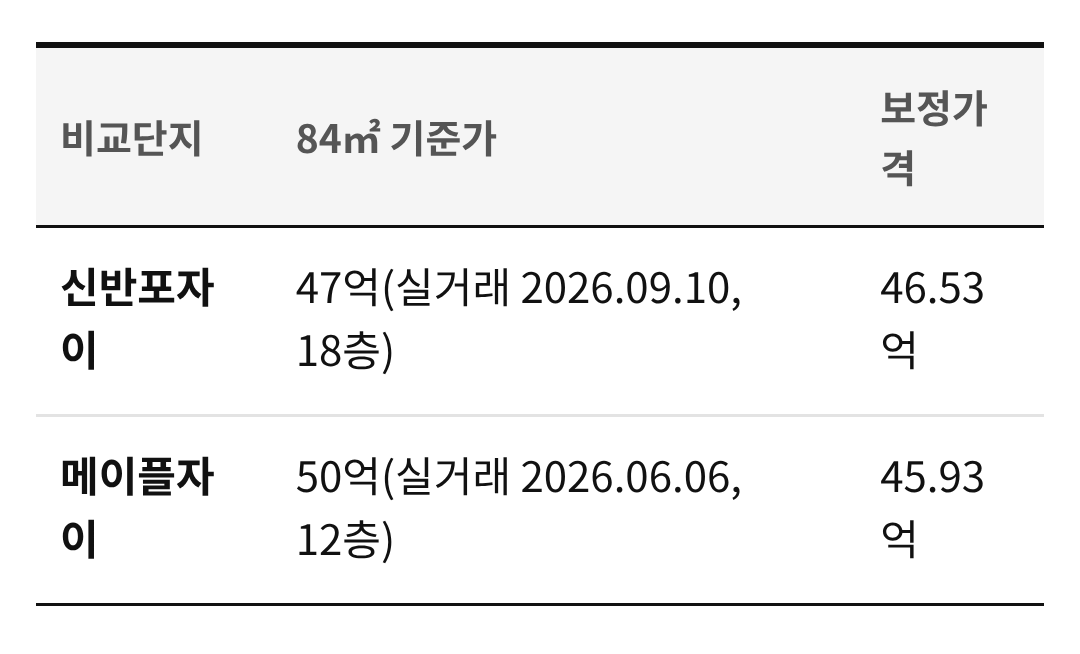 비교단지 84㎡ 기준가 보정가
격
신반포자 47억(실거래 2026.09.10, 46.53
이 18층) 억
메이플자 50억(실거래 2026.06.06, 45.93
이 12층) 억